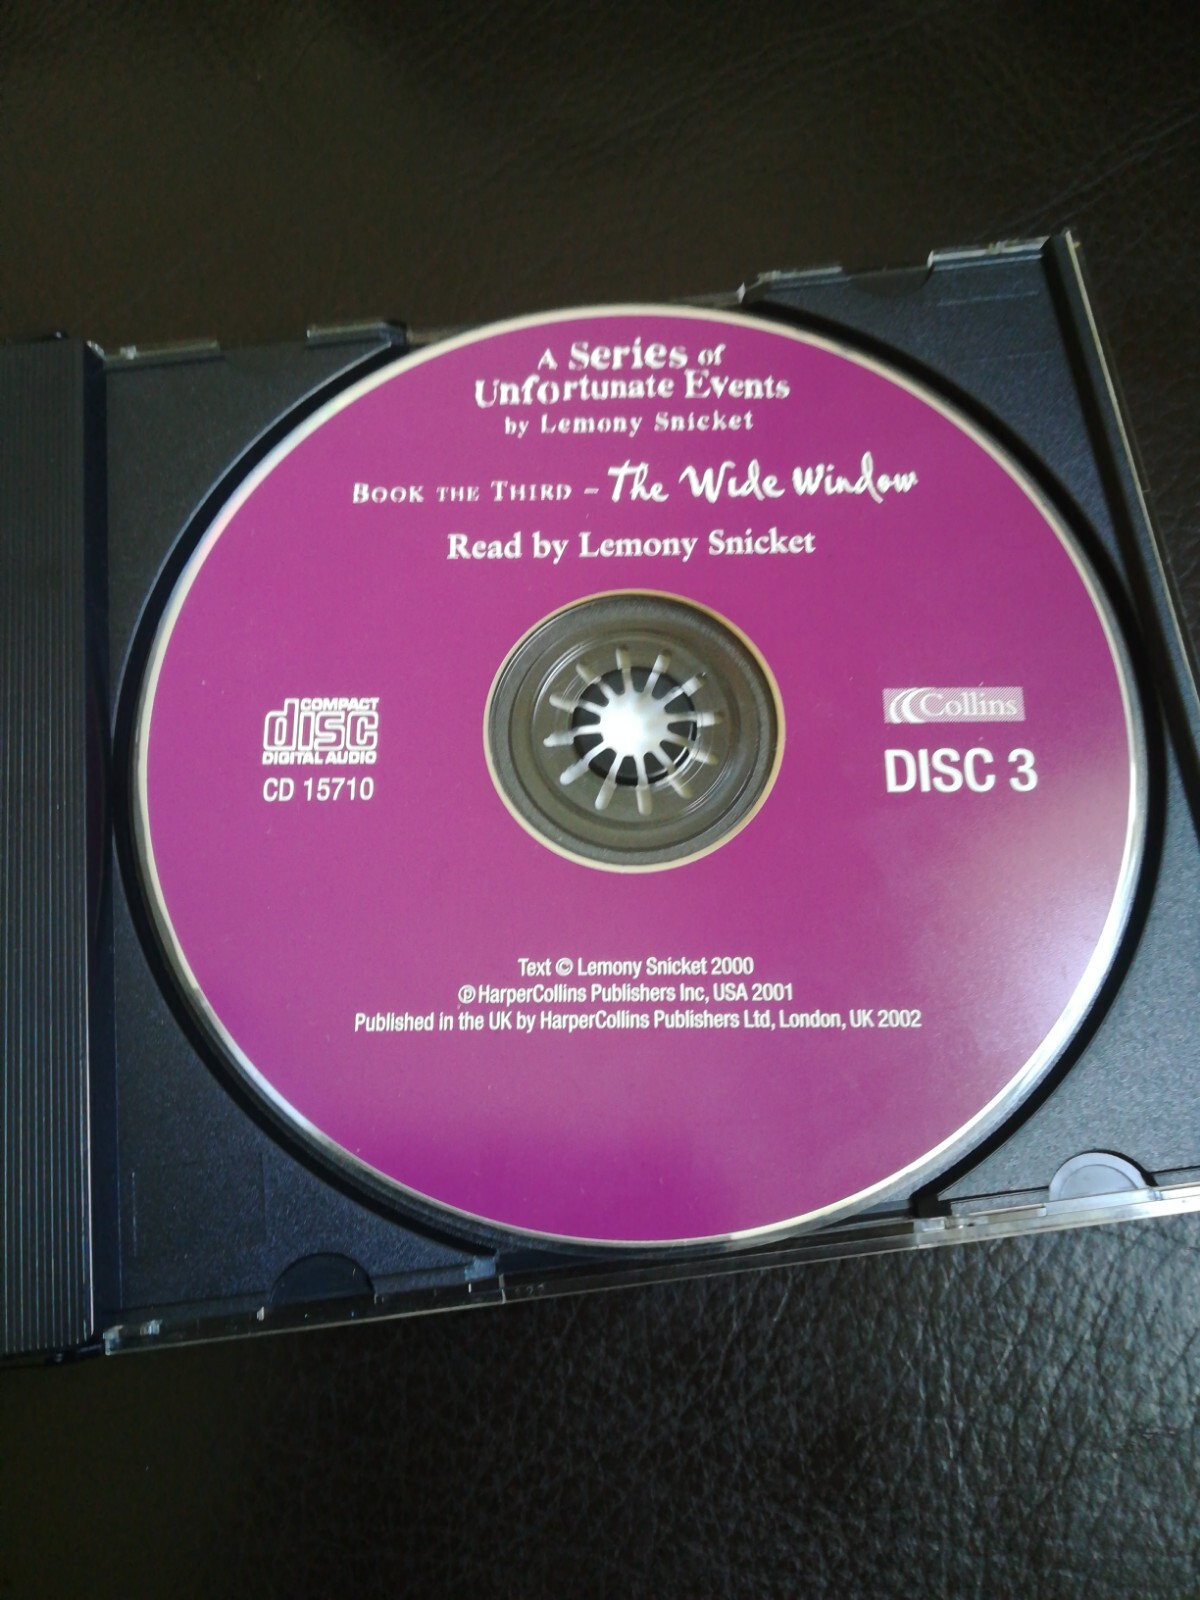 A Series of
Unfortunate Events
by Lemony Snicket
BOOK THE THIRD – The Wide Window
Read by Lemony Snicket
COMPACT
disc
DIGITAL AUDIO
CD 15710
Collins
DISC 3
Text © Lemony Snicket 2000
℗ HarperCollins Publishers Inc, USA 2001
Published in the UK by HarperCollins Publishers Ltd, London, UK 2002